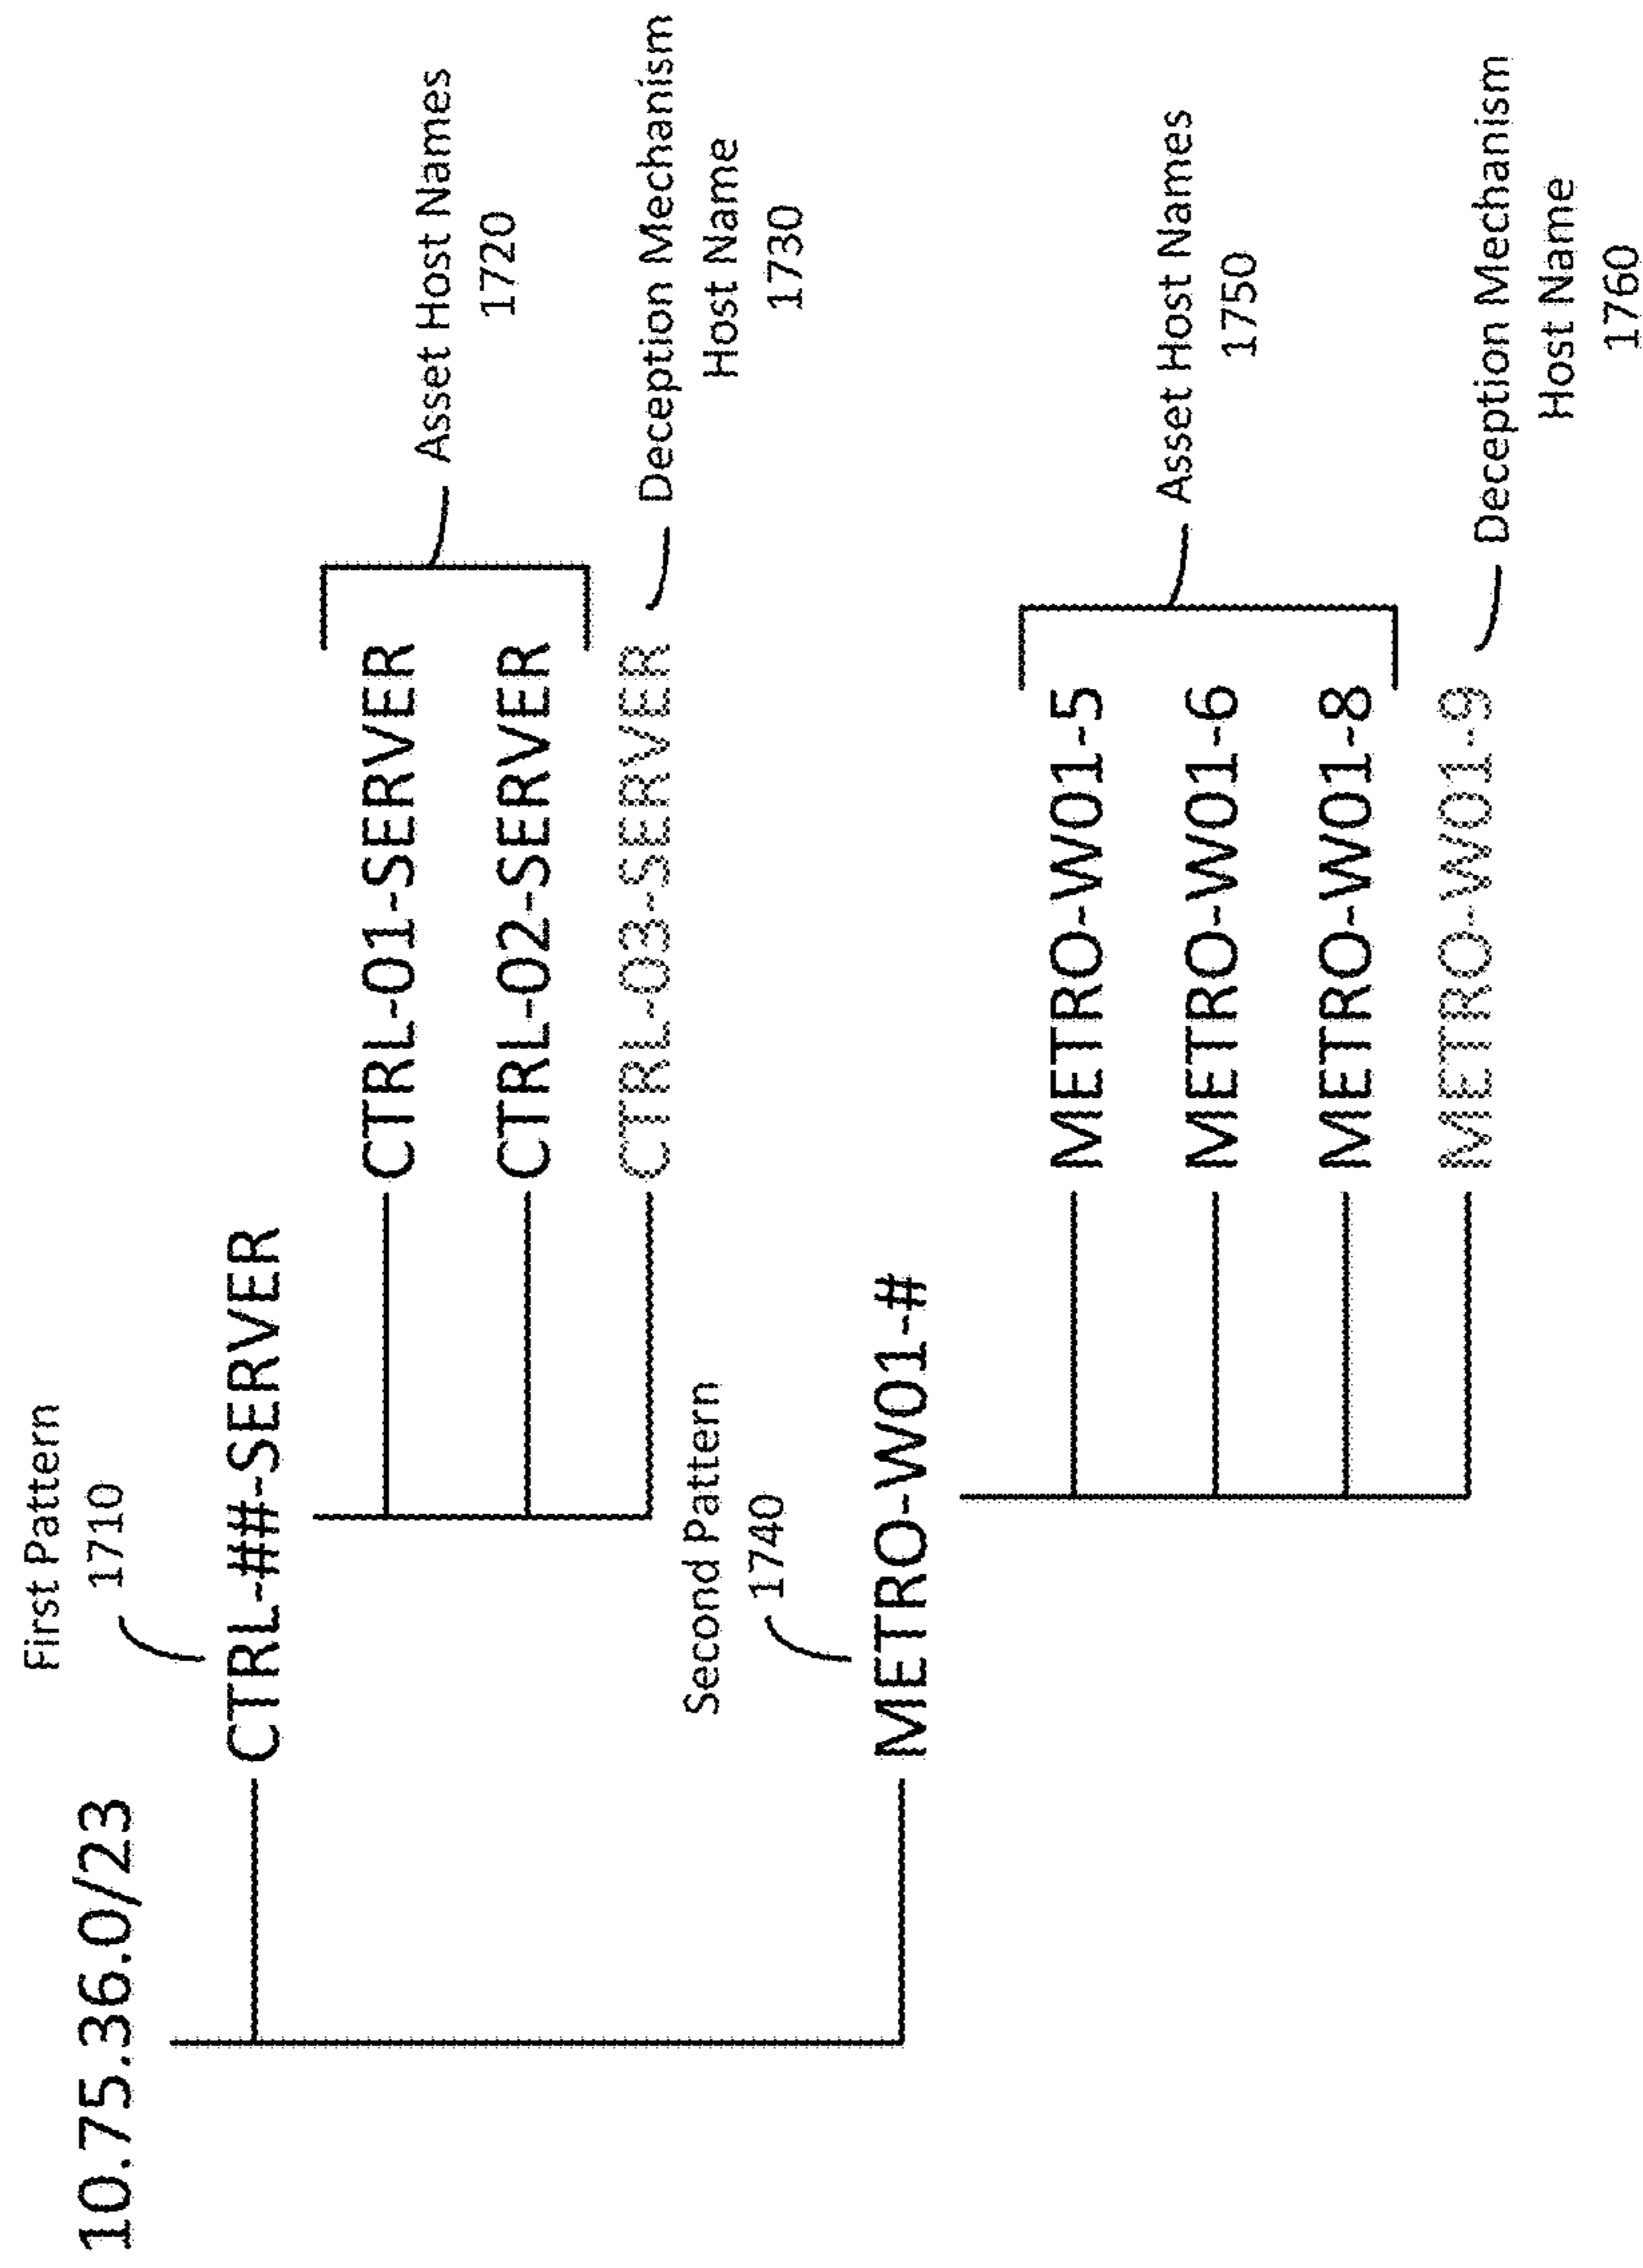 10.75.36.0/23
First Pattern
1710
CTRL-##-SERVER
CTRL-01-SERVER
CTRL-02-SERVER
Asset Host Names
1720
CTRL-03-SERVER
Deception Mechanism
Host Name
1730
Second Pattern
1740
METRO-W01-#
METRO-W01-5
METRO-W01-6
METRO-W01-8
Asset Host Names
1750
METRO-W01-9
Deception Mechanism
Host Name
1760